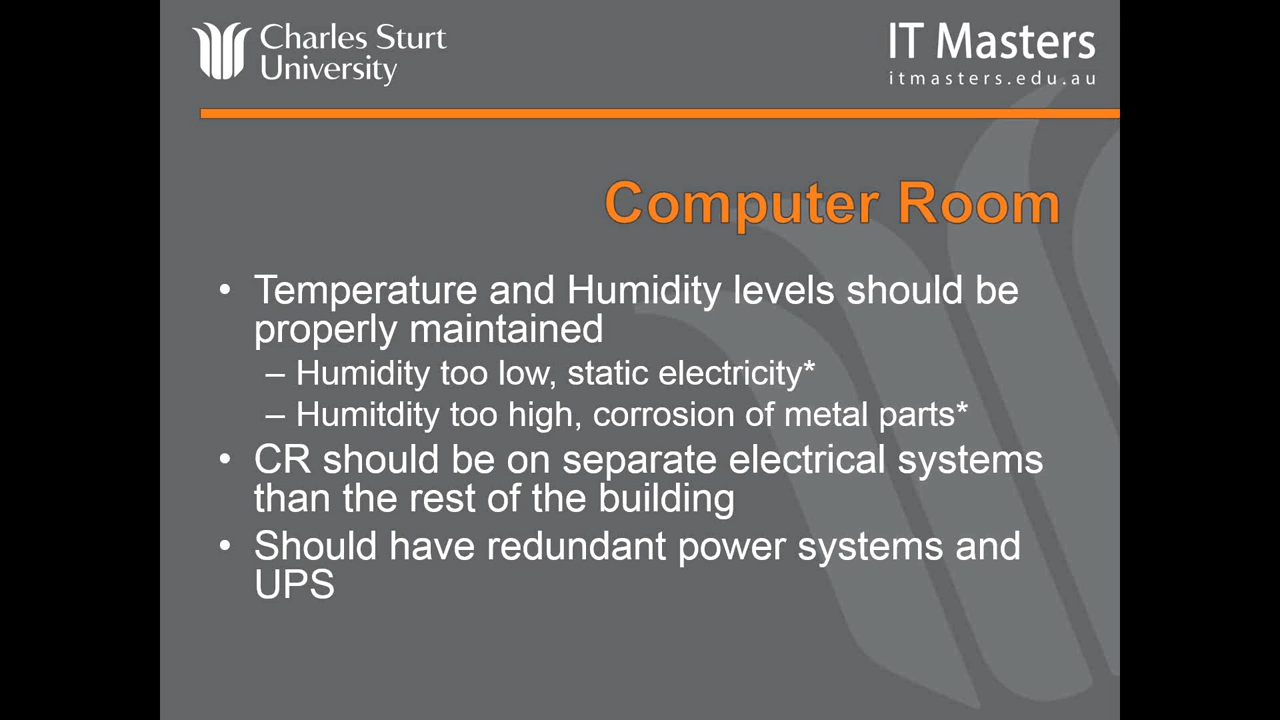 Charles Sturt
University
IT Masters
itmasters.edu.au
Computer Room
• Temperature and Humidity levels should be
properly maintained
– Humidity too low, static electricity*
– Humitdity too high, corrosion of metal parts*
• CR should be on separate electrical systems
than the rest of the building
• Should have redundant power systems and
UPS